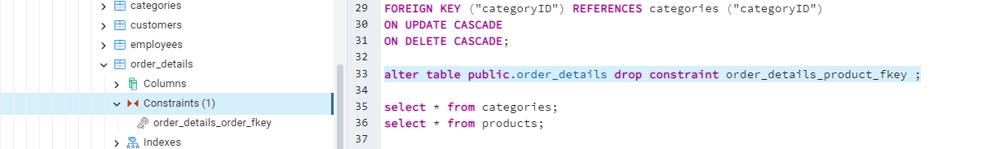 categories
customers
employees
order_details
Columns
Constraints (1)
order_details_order_fkey
Indexes
29 FOREIGN KEY ("categoryID") REFERENCES categories ("categoryID")
30 ON UPDATE CASCADE
31 ON DELETE CASCADE;
32
33 alter table public.order_details drop constraint order_details_product_fkey ;
34
35 select * from categories;
36 select * from products;
37